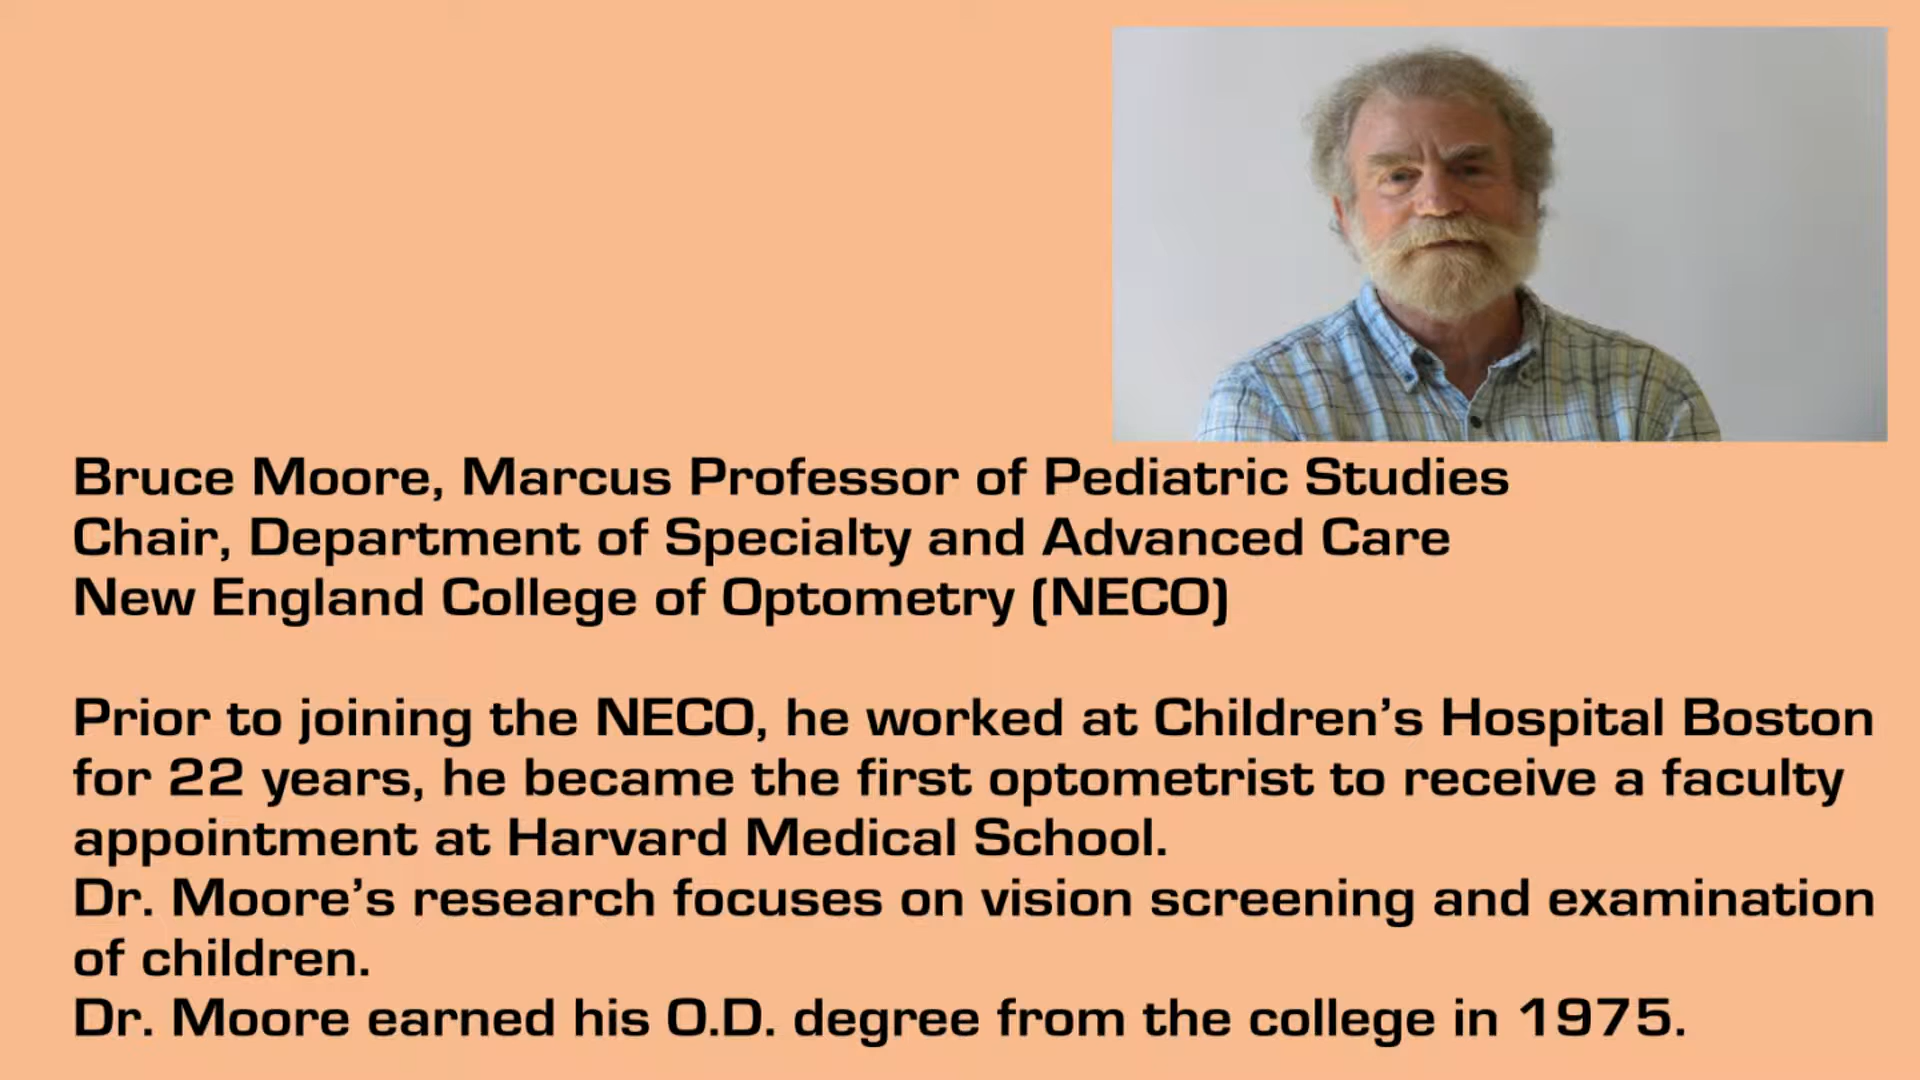 Bruce Moore, Marcus Professor of Pediatric Studies
Chair, Department of Specialty and Advanced Care
New England College of Optometry (NECO)
Prior to joining the NECO, he worked at Children’s Hospital Boston
for 22 years, he became the first optometrist to receive a faculty
appointment at Harvard Medical School.
Dr. Moore’s research focuses on vision screening and examination
of children.
Dr. Moore earned his O.D. degree from the college in 1975.